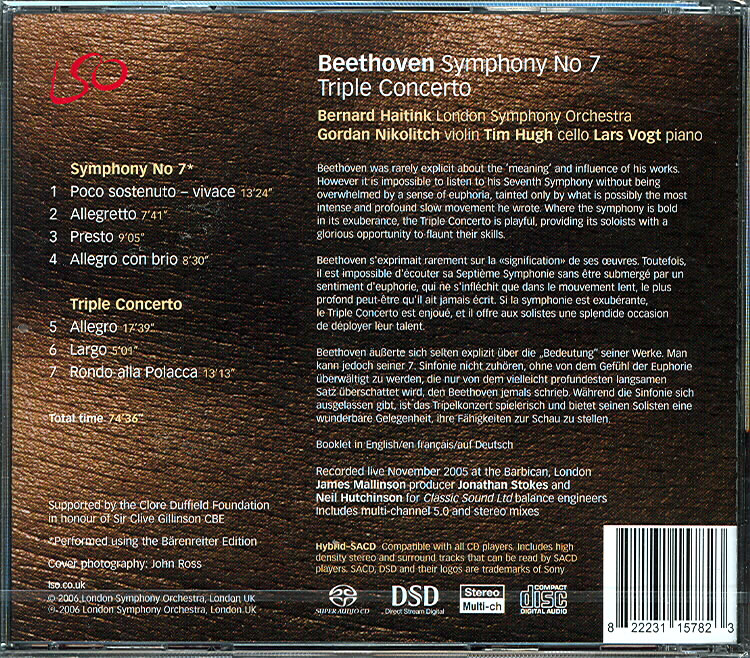 LSO
Beethoven Symphony No 7
Triple Concerto
Bernard Haitink London Symphony Orchestra
Gordan Nikolitch violin Tim Hugh cello Lars Vogt piano
Symphony No 7*
1 Poco sostenuto – vivace 13'24"
2 Allegretto 7'41"
3 Presto 9'05"
4 Allegro con brio 8'30"
Triple Concerto
5 Allegro 17'39"
6 Largo 5'01"
7 Rondo alla Polacca 13'13"
Total time 74'36"
Beethoven was rarely explicit about the 'meaning' and influence of his works.
However it is impossible to listen to his Seventh Symphony without being
overwhelmed by a sense of euphoria, tainted only by what is possibly the most
intense and profound slow movement he wrote. Where the symphony is bold
in its exuberance, the Triple Concerto is playful, providing its soloists with a
glorious opportunity to flaunt their skills.
Beethoven s'exprimait rarement sur la «signification» de ses œuvres. Toutefois,
il est impossible d'écouter sa Septième Symphonie sans être submergé par un
sentiment d'euphorie, qui ne s'infléchit que dans le mouvement lent, le plus
profond peut-être qu'il ait jamais écrit. Si la symphonie est exubérante,
le Triple Concerto est enjoué, et il offre aux solistes une splendide occasion
de déployer leur talent.
Beethoven äußerte sich selten explizit über die „Bedeutung" seiner Werke. Man
kann jedoch seiner 7. Sinfonie nicht zuhören, ohne von dem Gefühl der Euphorie
überwältigt zu werden, die nur von dem vielleicht profundesten langsamen
Satz überschattet wird, den Beethoven jemals schrieb. Während die Sinfonie sich
ausgelassen gibt, ist das Tripelkonzert spielerisch und bietet seinen Solisten eine
wunderbare Gelegenheit, ihre Fähigkeiten zur Schau zu stellen.
Booklet in English/en français/auf Deutsch
Recorded live November 2005 at the Barbican, London
James Mallinson producer Jonathan Stokes and
Neil Hutchinson for Classic Sound Ltd balance engineers
Includes multi-channel 5.0 and stereo mixes
Supported by the Clore Duffield Foundation
in honour of Sir Clive Gillinson CBE
*Performed using the Bärenreiter Edition
Cover photography: John Ross
lso.co.uk
© 2006 London Symphony Orchestra, London UK
℗ 2006 London Symphony Orchestra, London UK
Hybrid-SACD Compatible with all CD players. Includes high
density stereo and surround tracks that can be read by SACD
players. SACD, DSD and their logos are trademarks of Sony.
SUPER AUDIO CD
DSD
Direct Stream Digital
Stereo
Multi-ch
COMPACT
disc
DIGITAL AUDIO
8 22231 15782 3